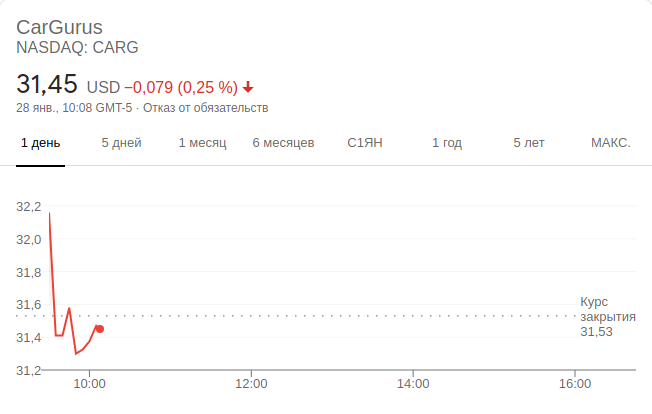 CarGurus
NASDAQ: CARG
31,45 USD −0,079 (0,25 %)
28 янв., 10:08 GMT-5 · Отказ от обязательств
1 день 5 дней 1 месяц 6 месяцев С1ЯН 1 год 5 лет МАКС.
32,2
32,0
31,8
31,6
31,4
31,2
Курс
закрытия
31,53
10:00 12:00 14:00 16:00